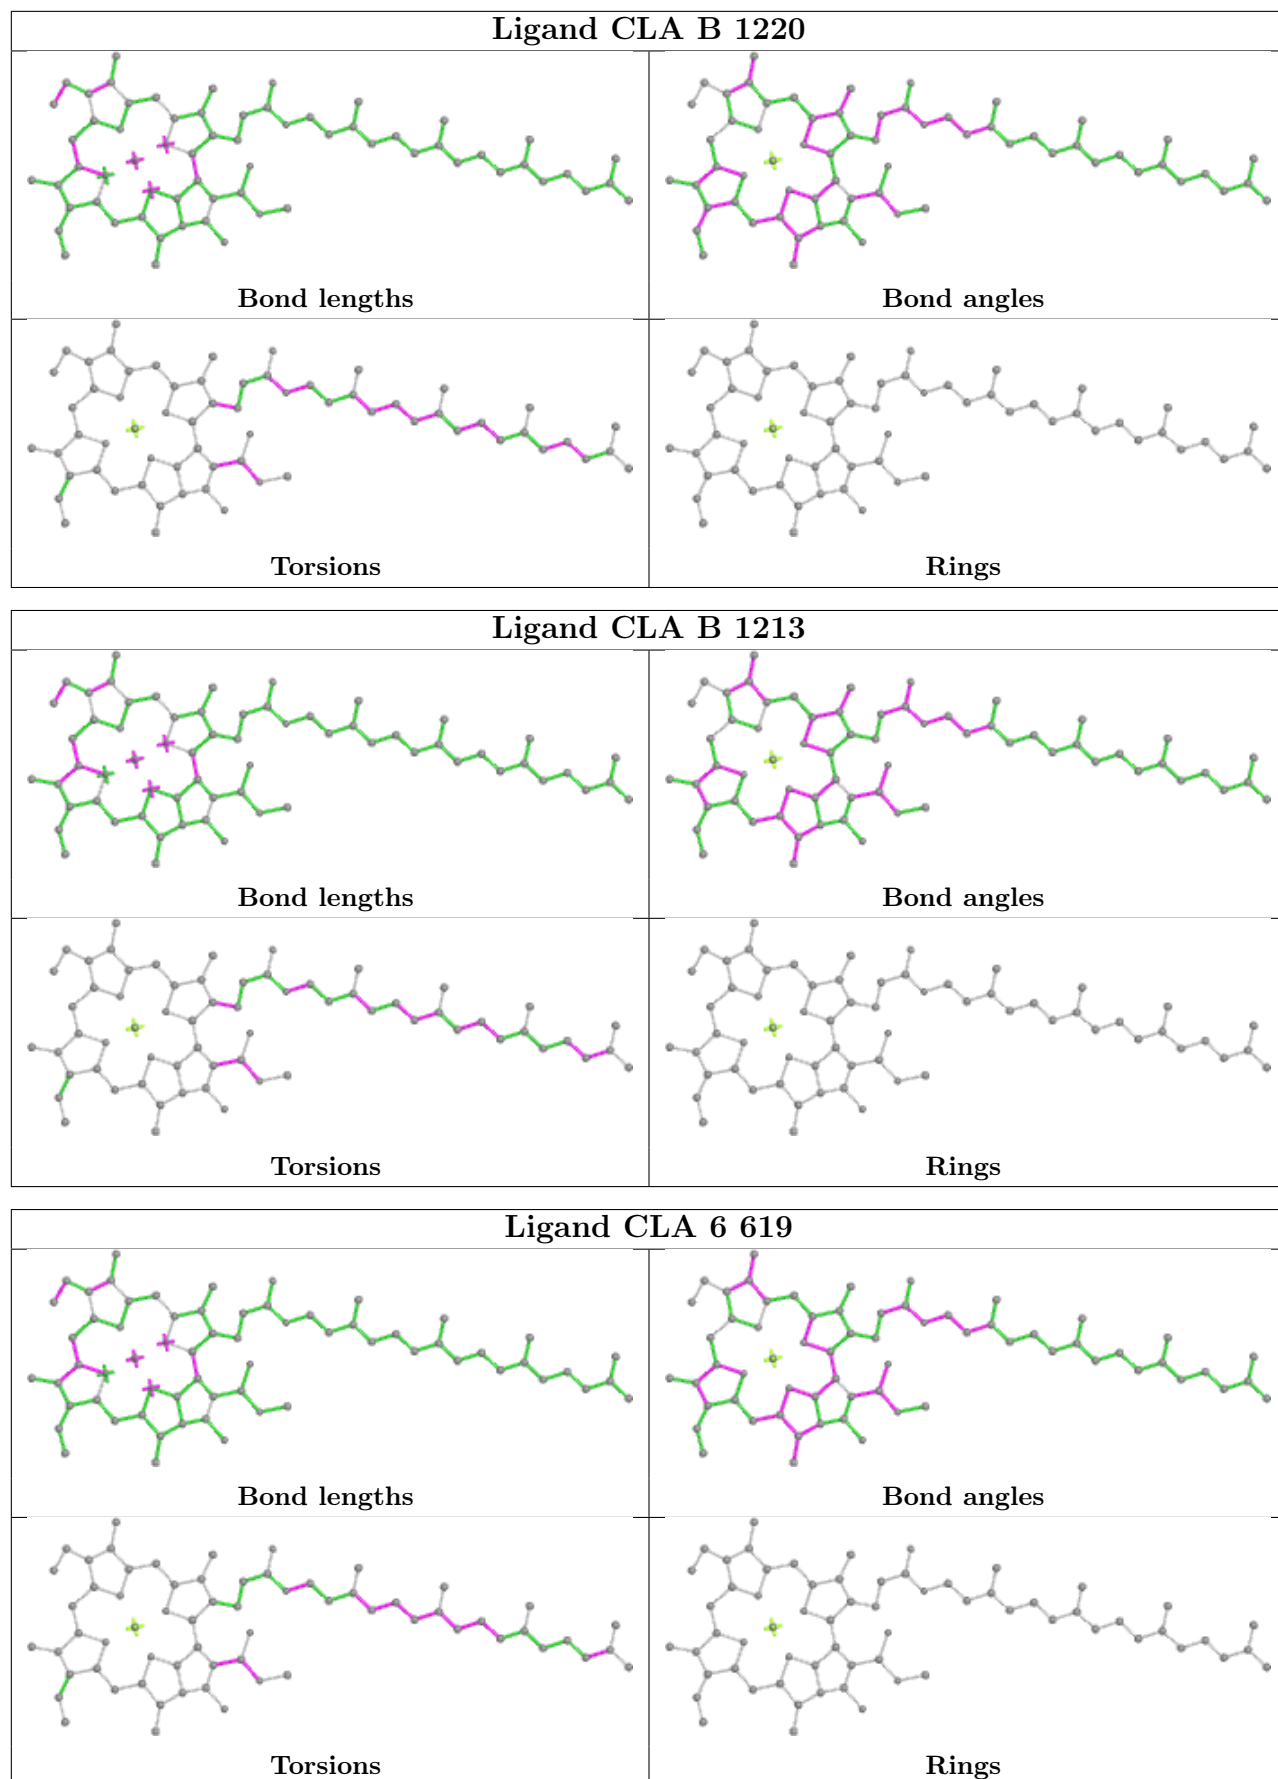 Ligand CLA B 1220
Bond lengths
Bond angles
Torsions
Rings
Ligand CLA B 1213
Bond lengths
Bond angles
Torsions
Rings
Ligand CLA 6 619
Bond lengths
Bond angles
Torsions
Rings